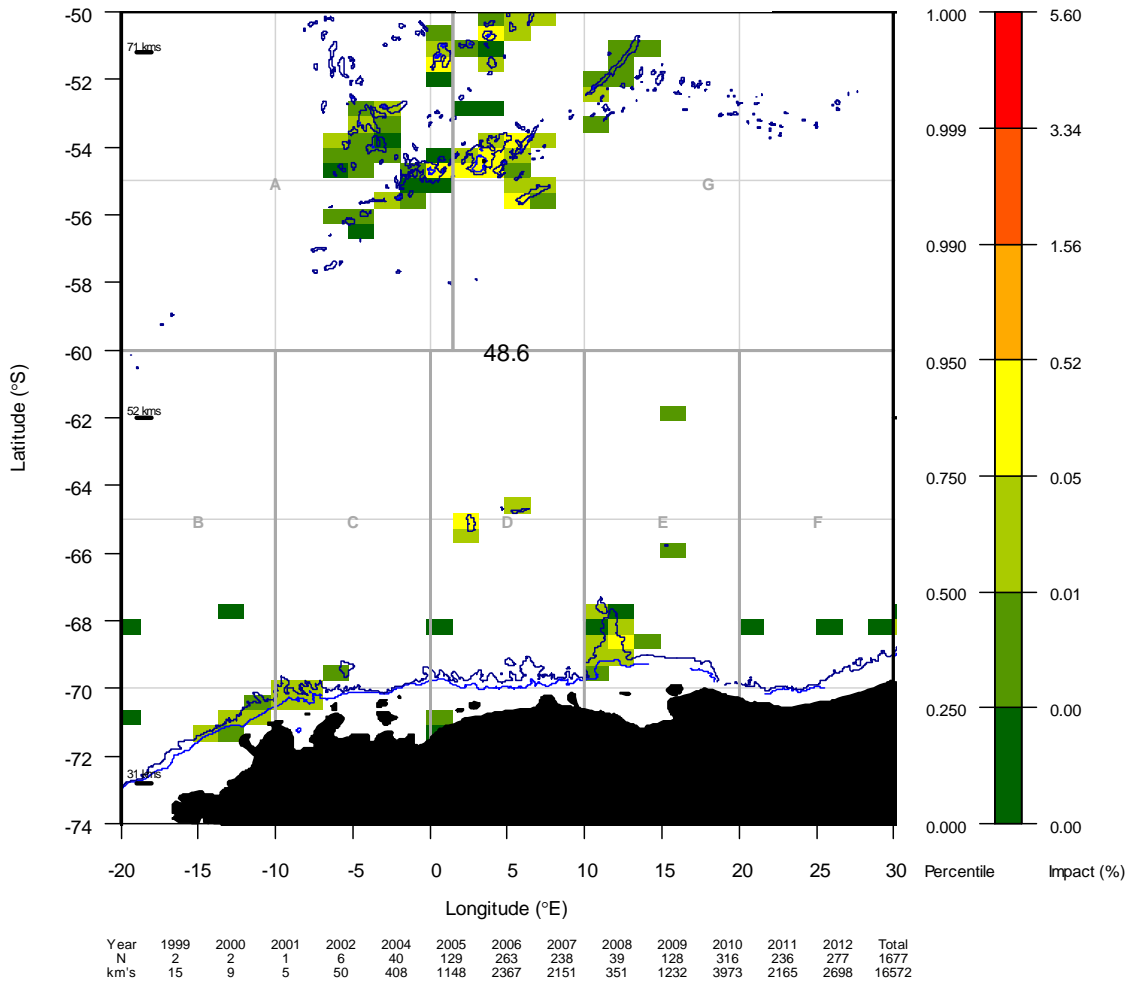 -50
-52
-54
-56
-58
-60
-62
-64
-66
-68
-70
-72
-74
Latitude (°S)
71 kms
52 kms
31 kms
A
G
48.6
B
C
D
E
F
-20
-15
-10
-5
0
5
10
15
20
25
30
Longitude (°E)
1.000 5.60
0.999 3.34
0.990 1.56
0.950 0.52
0.750 0.05
0.500 0.01
0.250 0.00
0.000 0.00
Percentile Impact (%)
Year 1999 2000 2001 2002 2004 2005 2006 2007 2008 2009 2010 2011 2012 Total
N 2 2 1 6 40 129 263 238 39 128 316 236 277 1677
km's 15 9 5 50 408 1148 2367 2151 351 1232 3973 2165 2698 16572